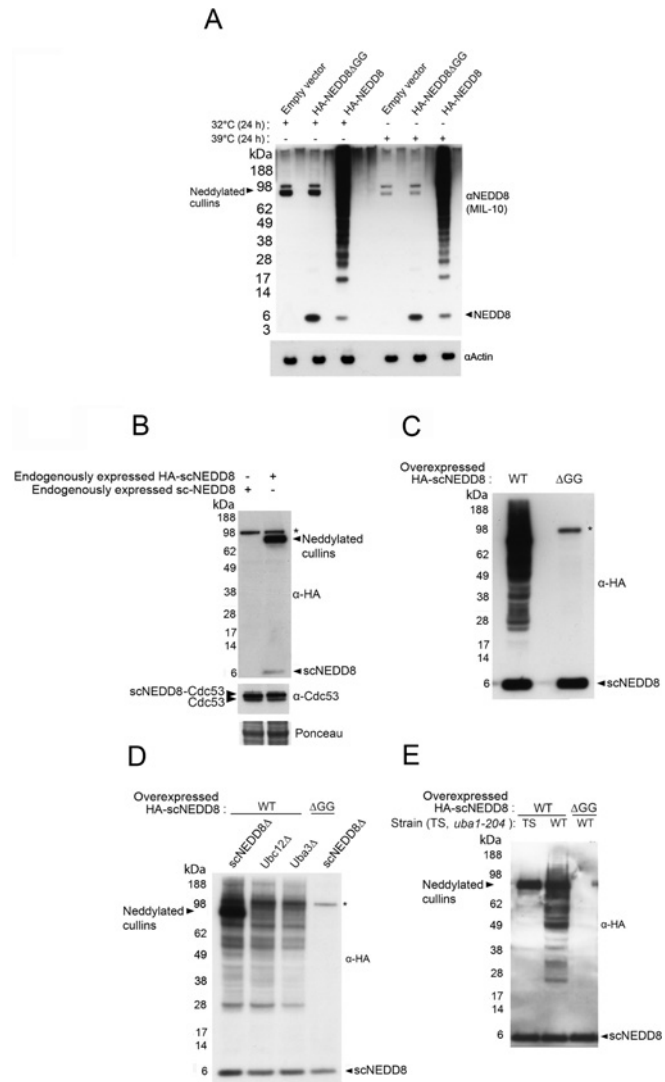 A
Empty vector
HA-NEDD8ΔGG
HA-NEDD8
Empty vector
HA-NEDD8ΔGG
HA-NEDD8
32°C (24 h) : + + + - - -
39°C (24 h) : - - - + + +
kDa
188
98
62
49
38
28
17
14
6
3
Neddylated
cullins
αNEDD8
(MIL-10)
NEDD8
αActin
B
Endogenously expressed HA-scNEDD8 - +
Endogenously expressed sc-NEDD8 + -
kDa
188
98
62
49
38
28
17
14
6
*
Neddylated
cullins
α-HA
scNEDD8
scNEDD8-Cdc53
Cdc53
α-Cdc53
Ponceau
C
Overexpressed
HA-scNEDD8 : WT ΔGG
kDa
188
98
62
49
38
28
17
14
6
*
α-HA
scNEDD8
D
Overexpressed
HA-scNEDD8 : WT ΔGG
scNEDD8Δ
Ubc12Δ
Uba3Δ
scNEDD8Δ
kDa
188
98
62
49
38
28
17
14
6
Neddylated
cullins
*
α-HA
scNEDD8
E
Overexpressed
HA-scNEDD8 : WT ΔGG
Strain (TS, uba1-204) : TS WT WT
kDa
188
98
62
49
38
28
17
14
6
Neddylated
cullins
α-HA
scNEDD8